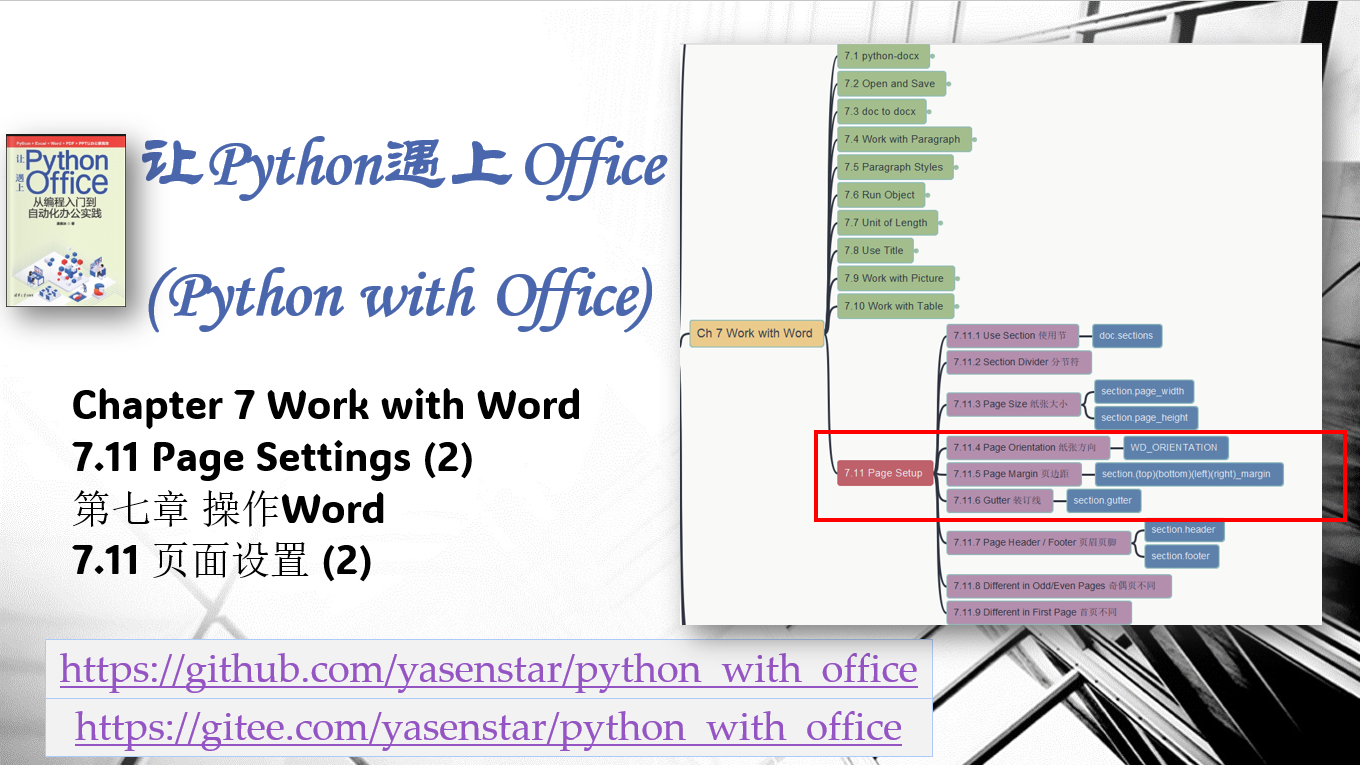 Python + Excel + Word + PDF + PPT
让Python
遇上Office
从编程入门到
自动化办公实践
清华大学出版社
让Python遇上Office
(Python with Office)
Chapter 7 Work with Word
7.11 Page Settings (2)
第七章 操作Word
7.11 页面设置 (2)
7.1 python-docx
7.2 Open and Save
7.3 doc to docx
7.4 Work with Paragraph
7.5 Paragraph Styles
7.6 Run Object
7.7 Unit of Length
7.8 Use Title
7.9 Work with Picture
7.10 Work with Table
Ch 7 Work with Word
7.11 Page Setup
7.11.1 Use Section 使用节
doc.sections
7.11.2 Section Divider 分节符
7.11.3 Page Size 纸张大小
section.page_width
section.page_height
7.11.4 Page Orientation 纸张方向
WD_ORIENTATION
7.11.5 Page Margin 页边距
section.(top)(bottom)(left)(right)_margin
7.11.6 Gutter 装订线
section.gutter
7.11.7 Page Header / Footer 页眉页脚
section.header
section.footer
7.11.8 Different in Odd/Even Pages 奇偶页不同
7.11.9 Different in First Page 首页不同
https://github.com/yasenstar/python_with_office
https://gitee.com/yasenstar/python_with_office